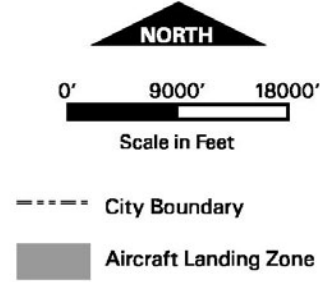 NORTH
0' 9000' 18000'
Scale in Feet
City Boundary
Aircraft Landing Zone